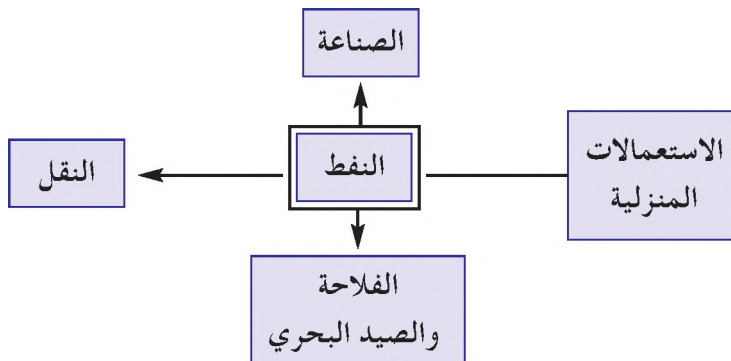 الصناعة
الاستعمالات
المنزلية
النفط
النقل
الفلاحة
والصيد البحري